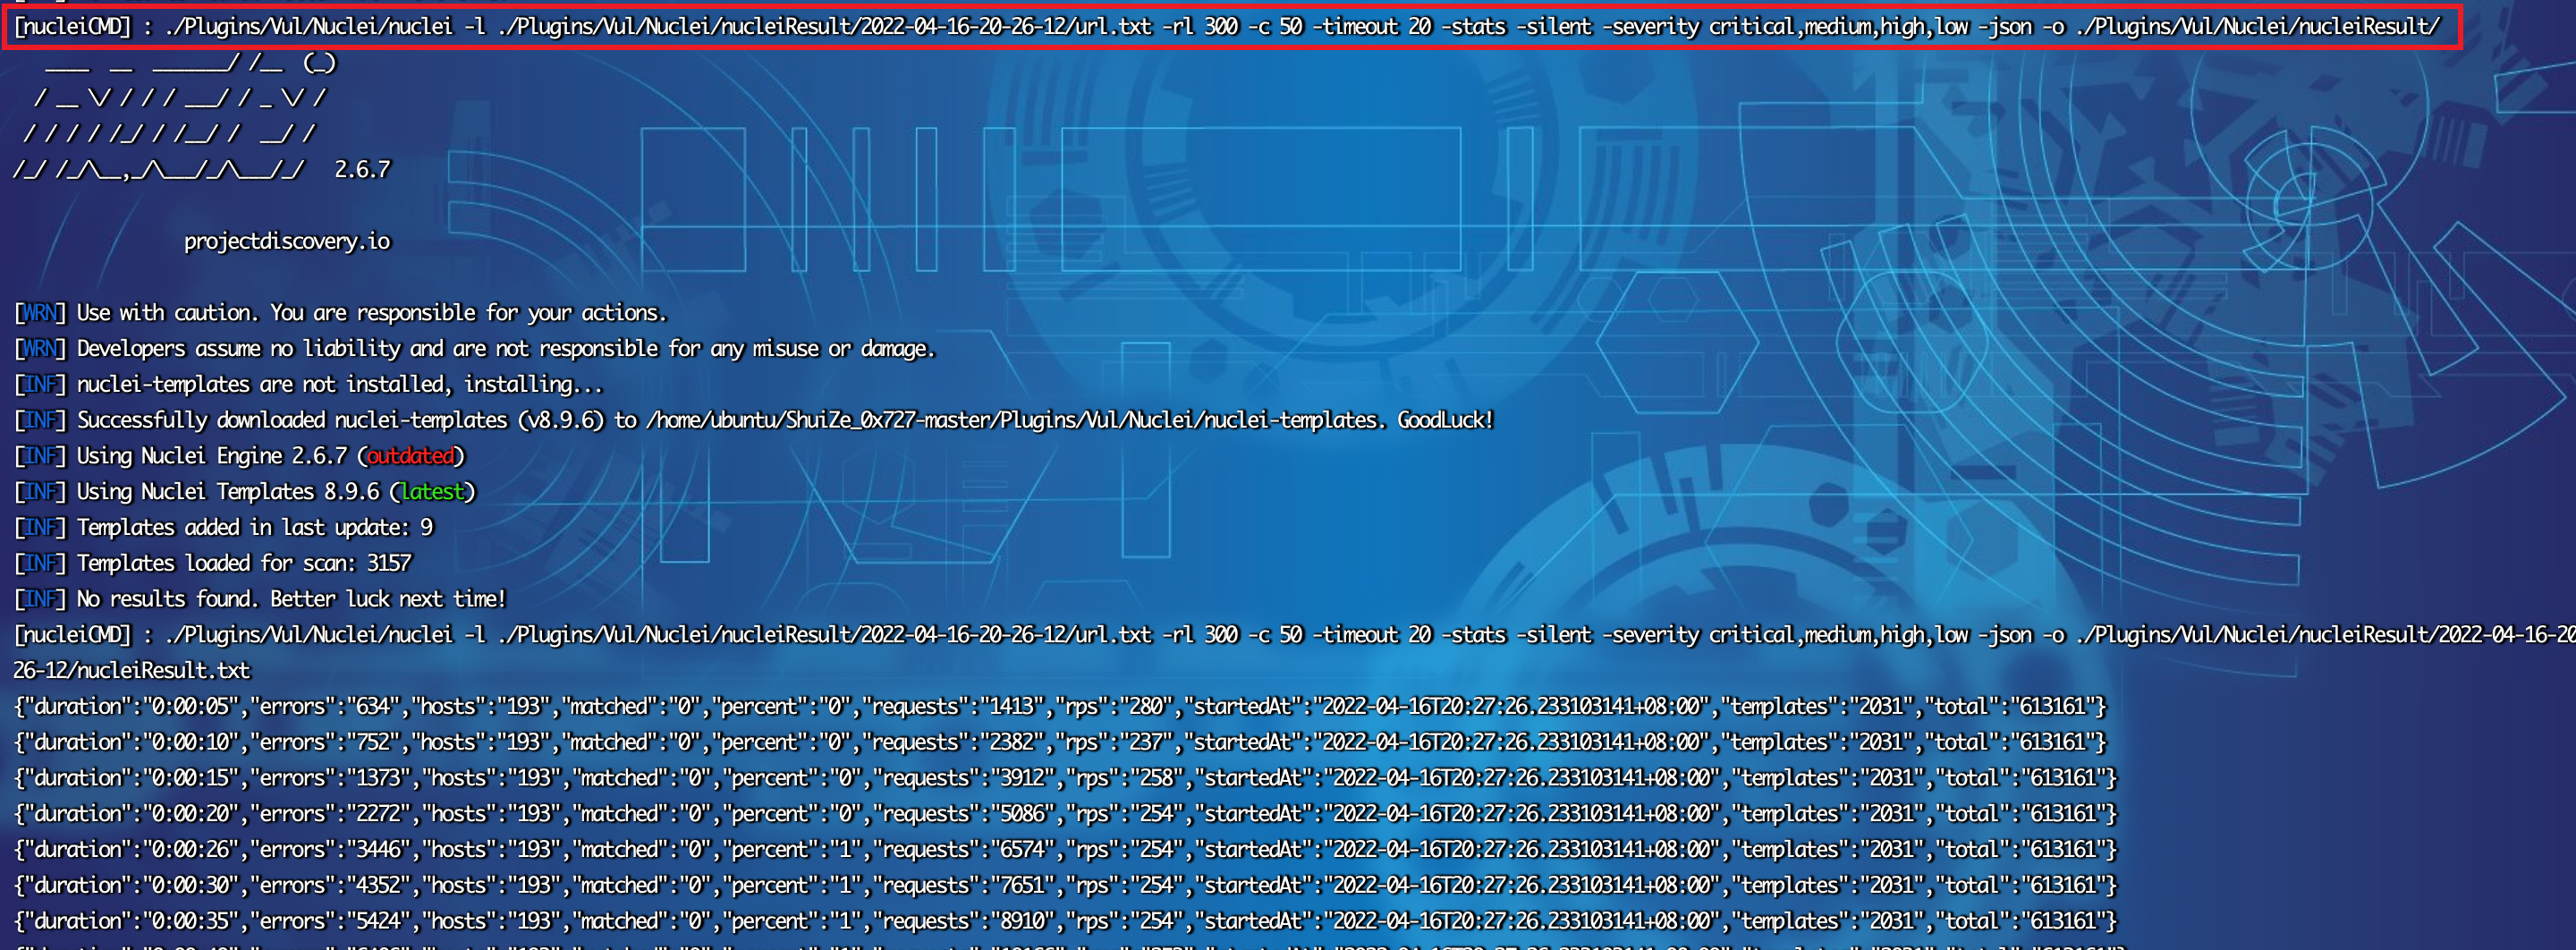 [nucleiCMD] : ./Plugins/Vul/Nuclei/nuclei -l ./Plugins/Vul/Nuclei/nucleiResult/2022-04-16-20-26-12/url.txt -rl 300 -c 50 -timeout 20 -stats -silent -severity critical,medium,high,low -json -o ./Plugins/Vul/Nuclei/nucleiResult/
2.6.7
projectdiscovery.io
[WRN] Use with caution. You are responsible for your actions.
[WRN] Developers assume no liability and are not responsible for any misuse or damage.
[INF] nuclei-templates are not installed, installing...
[INF] Successfully downloaded nuclei-templates (v8.9.6) to /home/ubuntu/ShuiZe_0x727-master/Plugins/Vul/Nuclei/nuclei-templates. GoodLuck!
[INF] Using Nuclei Engine 2.6.7 (outdated)
[INF] Using Nuclei Templates 8.9.6 (latest)
[INF] Templates added in last update: 9
[INF] Templates loaded for scan: 3157
[INF] No results found. Better luck next time!
[nucleiCMD] : ./Plugins/Vul/Nuclei/nuclei -l ./Plugins/Vul/Nuclei/nucleiResult/2022-04-16-20-26-12/url.txt -rl 300 -c 50 -timeout 20 -stats -silent -severity critical,medium,high,low -json -o ./Plugins/Vul/Nuclei/nucleiResult/2022-04-16-20
26-12/nucleiResult.txt
{"duration":"0:00:05","errors":"634","hosts":"193","matched":"0","percent":"0","requests":"1413","rps":"280","startedAt":"2022-04-16T20:27:26.233103141+08:00","templates":"2031","total":"613161"}
{"duration":"0:00:10","errors":"752","hosts":"193","matched":"0","percent":"0","requests":"2382","rps":"237","startedAt":"2022-04-16T20:27:26.233103141+08:00","templates":"2031","total":"613161"}
{"duration":"0:00:15","errors":"1373","hosts":"193","matched":"0","percent":"0","requests":"3912","rps":"258","startedAt":"2022-04-16T20:27:26.233103141+08:00","templates":"2031","total":"613161"}
{"duration":"0:00:20","errors":"2272","hosts":"193","matched":"0","percent":"0","requests":"5086","rps":"254","startedAt":"2022-04-16T20:27:26.233103141+08:00","templates":"2031","total":"613161"}
{"duration":"0:00:26","errors":"3446","hosts":"193","matched":"0","percent":"1","requests":"6574","rps":"254","startedAt":"2022-04-16T20:27:26.233103141+08:00","templates":"2031","total":"613161"}
{"duration":"0:00:30","errors":"4352","hosts":"193","matched":"0","percent":"1","requests":"7651","rps":"254","startedAt":"2022-04-16T20:27:26.233103141+08:00","templates":"2031","total":"613161"}
{"duration":"0:00:35","errors":"5424","hosts":"193","matched":"0","percent":"1","requests":"8910","rps":"254","startedAt":"2022-04-16T20:27:26.233103141+08:00","templates":"2031","total":"613161"}